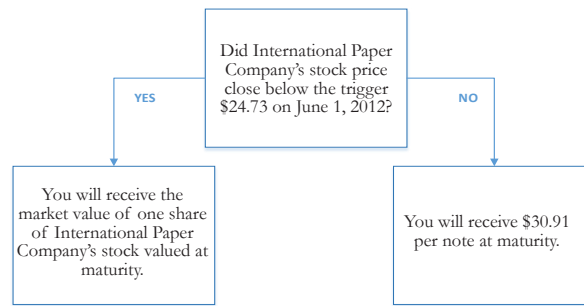 Did International Paper
Company's stock price
close below the trigger
$24.73 on June 1, 2012?
YES
NO
You will receive the
market value of one share
of International Paper
Company's stock valued at
maturity.
You will receive $30.91
per note at maturity.